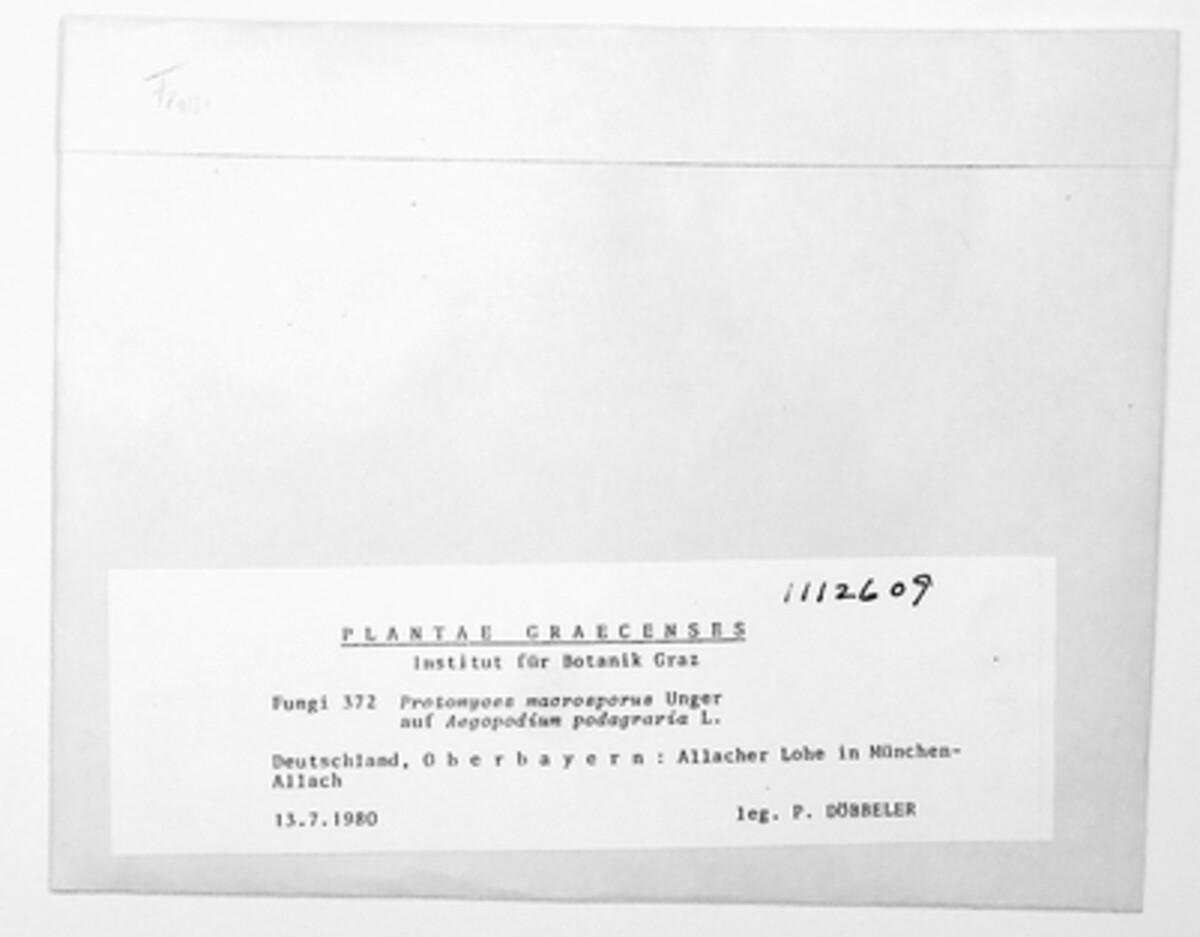 1112609
PLANTAE GRAECENSES
Institut für Botanik Graz
Fungi 372 Protomyces macrosporus Unger
auf Aegopodium podagraria L.
Deutschland, Oberbayern: Allacher Lohe in München-
Allach
13.7.1980 leg. P. DÖBBELER